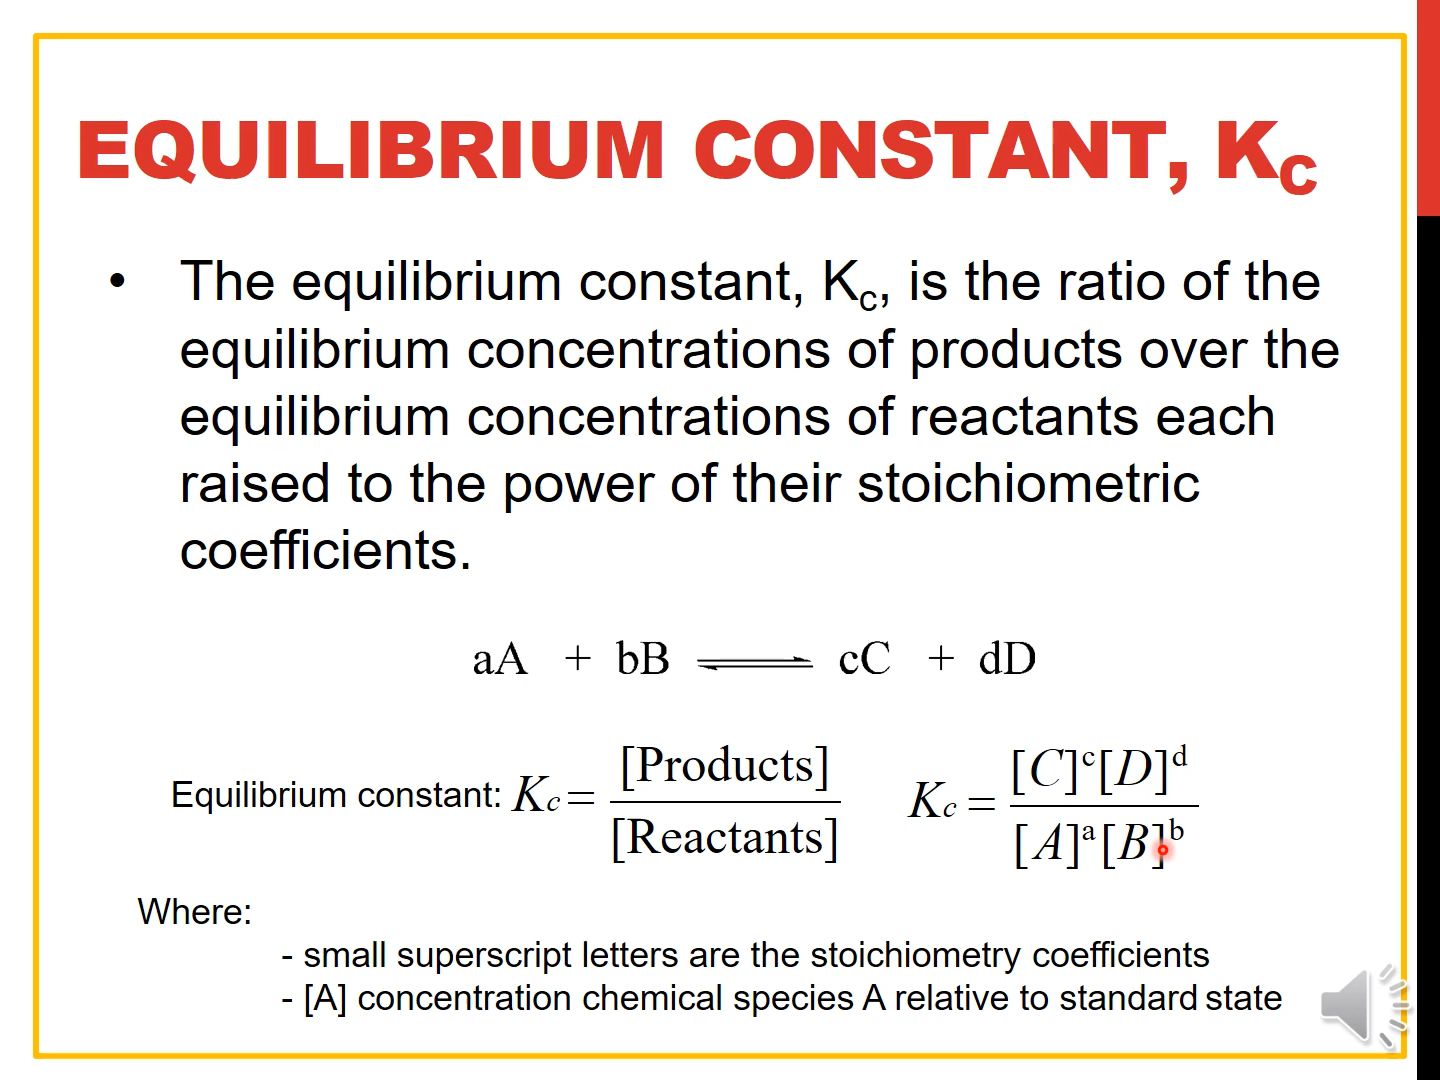 EQUILIBRIUM CONSTANT, KC
• The equilibrium constant, Kc, is the ratio of the
equilibrium concentrations of products over the
equilibrium concentrations of reactants each
raised to the power of their stoichiometric
coefficients.
aA + bB ⇌ cC + dD
Equilibrium constant: Kc = [Products] / [Reactants] Kc = [C]ᶜ[D]ᵈ / [A]ᵃ[B]ᵇ
Where:
- small superscript letters are the stoichiometry coefficients
- [A] concentration chemical species A relative to standard state